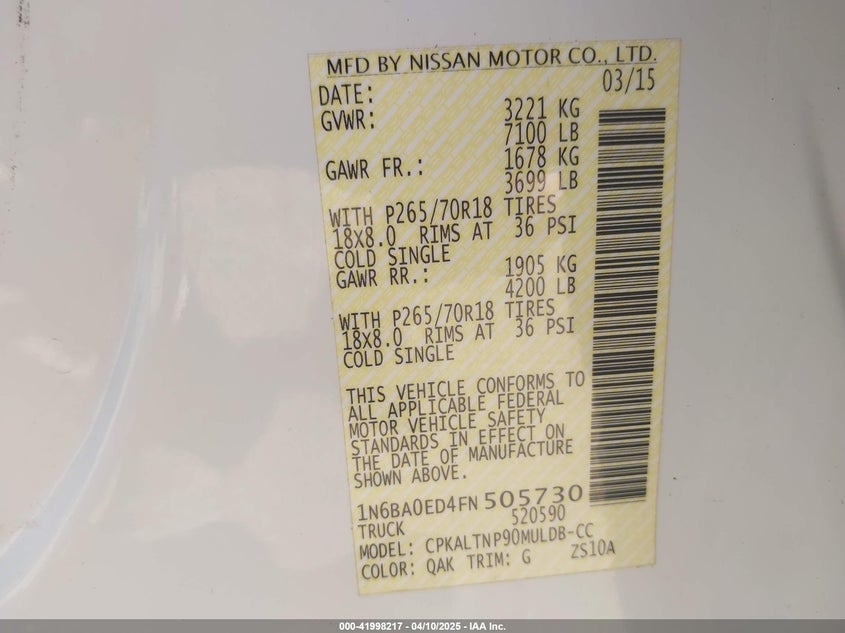 MFD BY NISSAN MOTOR CO., LTD.
DATE: 03/15
GVWR: 3221 KG
7100 LB
GAWR FR.: 1678 KG
3699 LB
WITH P265/70R18 TIRES
18X8.0 RIMS AT 36 PSI
COLD SINGLE
GAWR RR.: 1905 KG
4200 LB
WITH P265/70R18 TIRES
18X8.0 RIMS AT 36 PSI
COLD SINGLE
THIS VEHICLE CONFORMS TO
ALL APPLICABLE FEDERAL
MOTOR VEHICLE SAFETY
STANDARDS IN EFFECT ON
THE DATE OF MANUFACTURE
SHOWN ABOVE.
1N6BA0ED4FN 505730
TRUCK 520590
MODEL: CPKALTNP90MULDB-CC
COLOR: QAK TRIM: G ZS10A
000-41998217 - 04/10/2025 - IAA Inc.